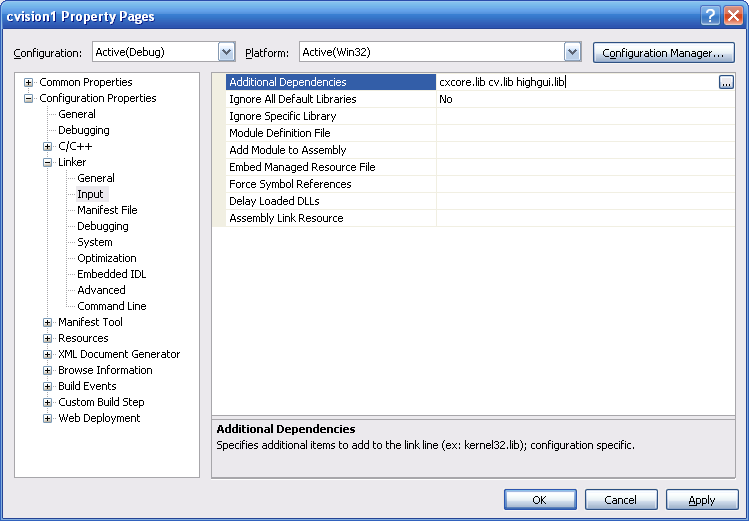 cvision1 Property Pages
Configuration: Active(Debug) Platform: Active(Win32) Configuration Manager...
Common Properties
Configuration Properties
General
Debugging
C/C++
Linker
General
Input
Manifest File
Debugging
System
Optimization
Embedded IDL
Advanced
Command Line
Manifest Tool
Resources
XML Document Generator
Browse Information
Build Events
Custom Build Step
Web Deployment
Additional Dependencies cxcore.lib cv.lib highgui.lib ...
Ignore All Default Libraries No
Ignore Specific Library
Module Definition File
Add Module to Assembly
Embed Managed Resource File
Force Symbol References
Delay Loaded DLLs
Assembly Link Resource
Additional Dependencies
Specifies additional items to add to the link line (ex: kernel32.lib); configuration specific.
OK Cancel Apply